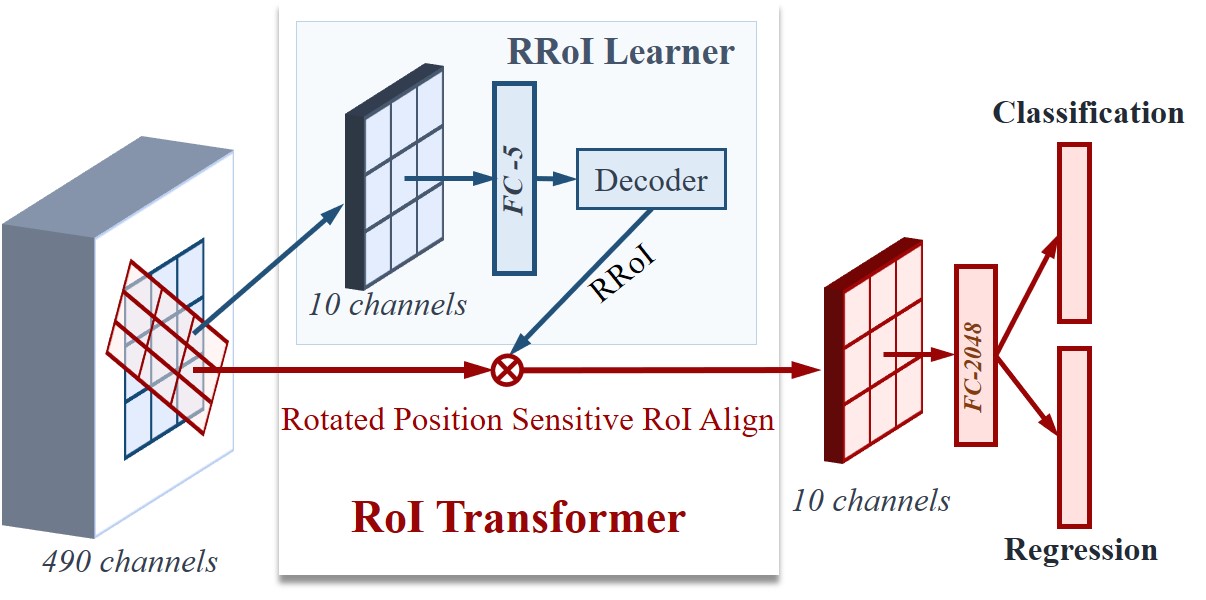 RRoI Learner
Classification
FC -5
Decoder
RRoI
10 channels
FC-2048
Rotated Position Sensitive RoI Align
10 channels
RoI Transformer
490 channels
Regression